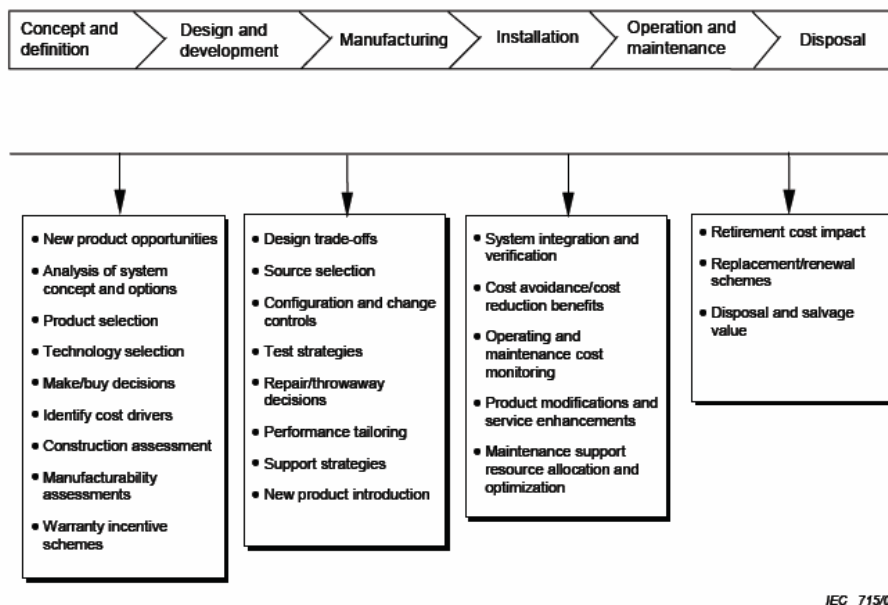 Concept and
definition
Design and
development
Manufacturing
Installation
Operation and
maintenance
Disposal
• New product opportunities
• Analysis of system
concept and options
• Product selection
• Technology selection
• Make/buy decisions
• Identify cost drivers
• Construction assessment
• Manufacturability
assessments
• Warranty incentive
schemes
• Design trade-offs
• Source selection
• Configuration and change
controls
• Test strategies
• Repair/throwaway
decisions
• Performance tailoring
• Support strategies
• New product introduction
• System integration and
verification
• Cost avoidance/cost
reduction benefits
• Operating and
maintenance cost
monitoring
• Product modifications and
service enhancements
• Maintenance support
resource allocation and
optimization
• Retirement cost impact
• Replacement/renewal
schemes
• Disposal and salvage
value
IEC